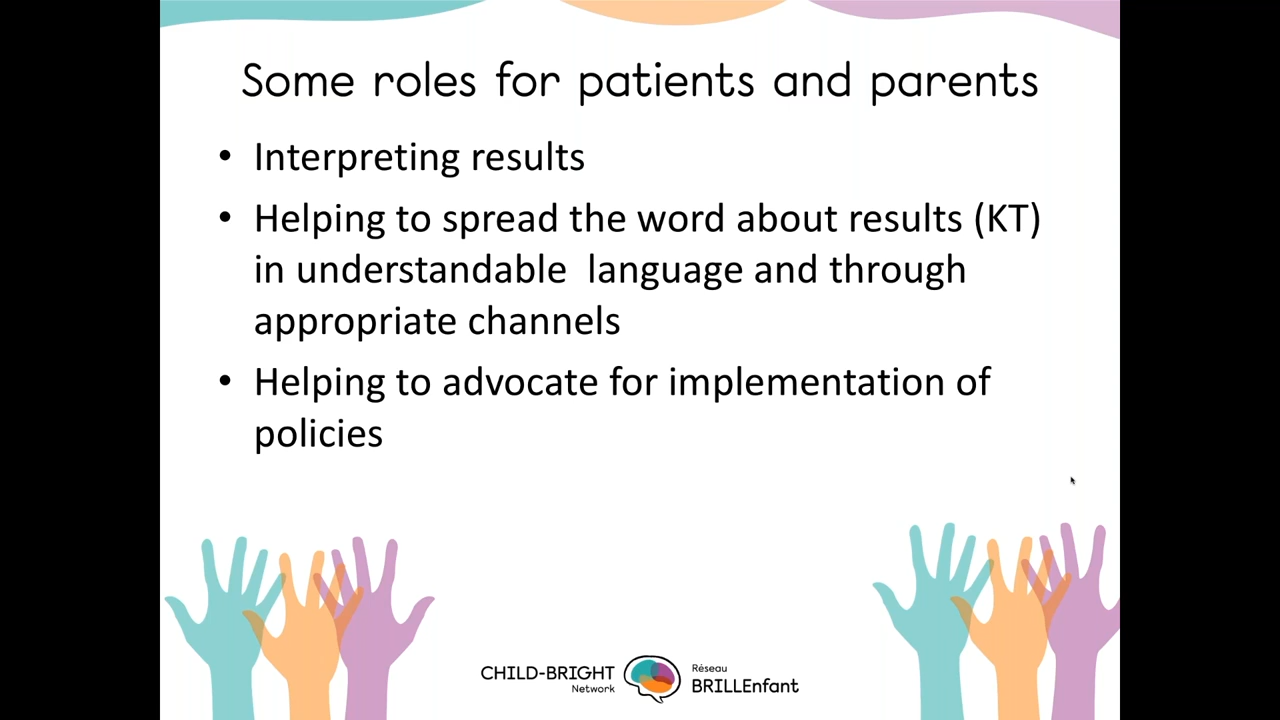 Some roles for patients and parents
• Interpreting results
• Helping to spread the word about results (KT)
in understandable  language and through
appropriate channels
• Helping to advocate for implementation of
policies
CHILD-BRIGHT
Network
Réseau
BRILLEnfant